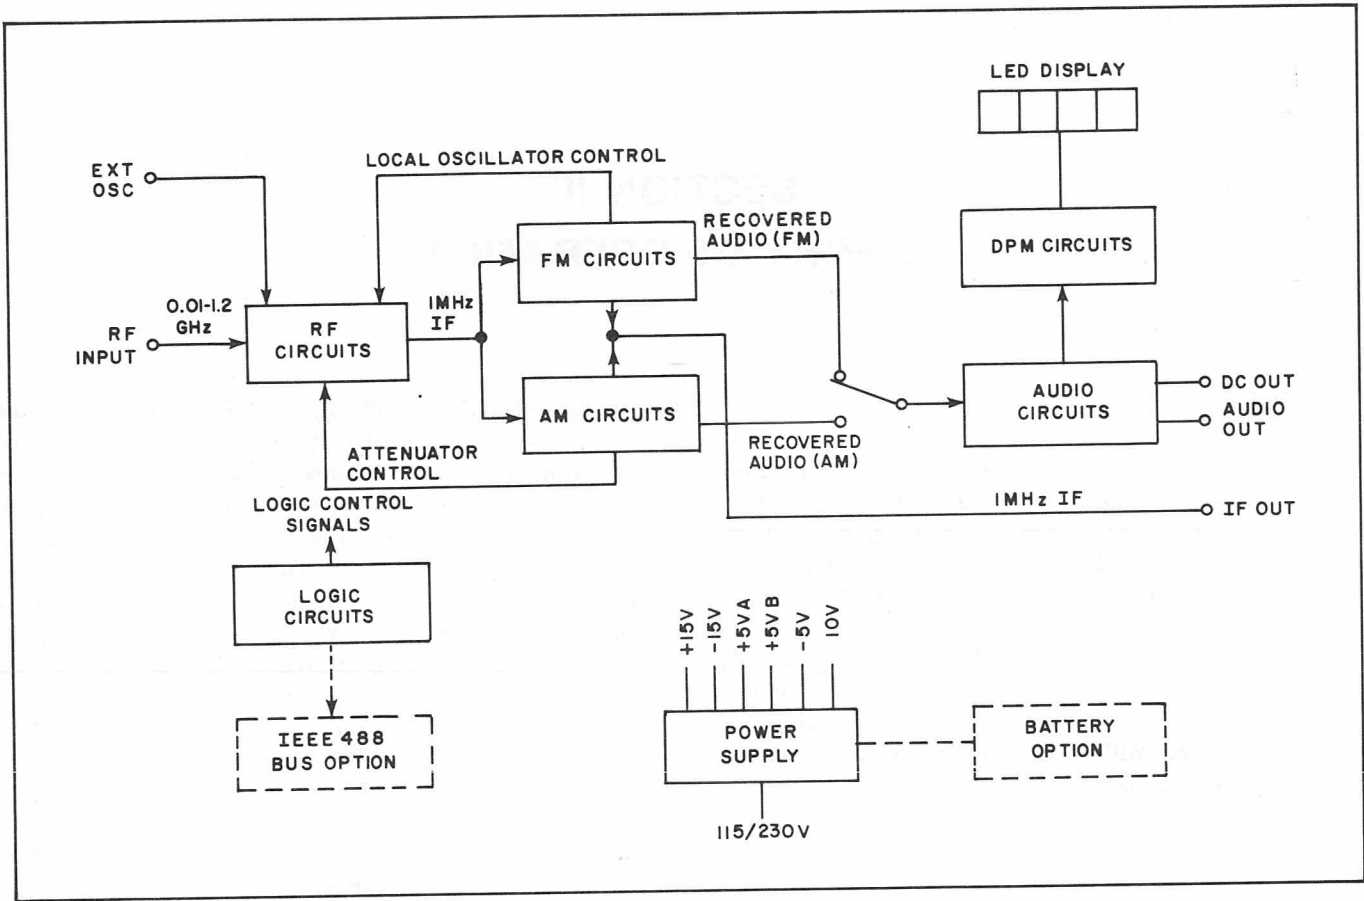 LED DISPLAY
EXT
OSC
LOCAL OSCILLATOR CONTROL
RECOVERED
AUDIO (FM)
FM CIRCUITS
DPM CIRCUITS
0.01-1.2
GHz
1MHz
IF
RF
INPUT
RF
CIRCUITS
AM CIRCUITS
AUDIO
CIRCUITS
DC OUT
AUDIO
OUT
RECOVERED
AUDIO (AM)
ATTENUATOR
CONTROL
LOGIC CONTROL
SIGNALS
1MHz IF
IF OUT
LOGIC
CIRCUITS
+15V
-15V
+5VA
+5VB
-5V
10V
IEEE 488
BUS OPTION
POWER
SUPPLY
BATTERY
OPTION
115/230V